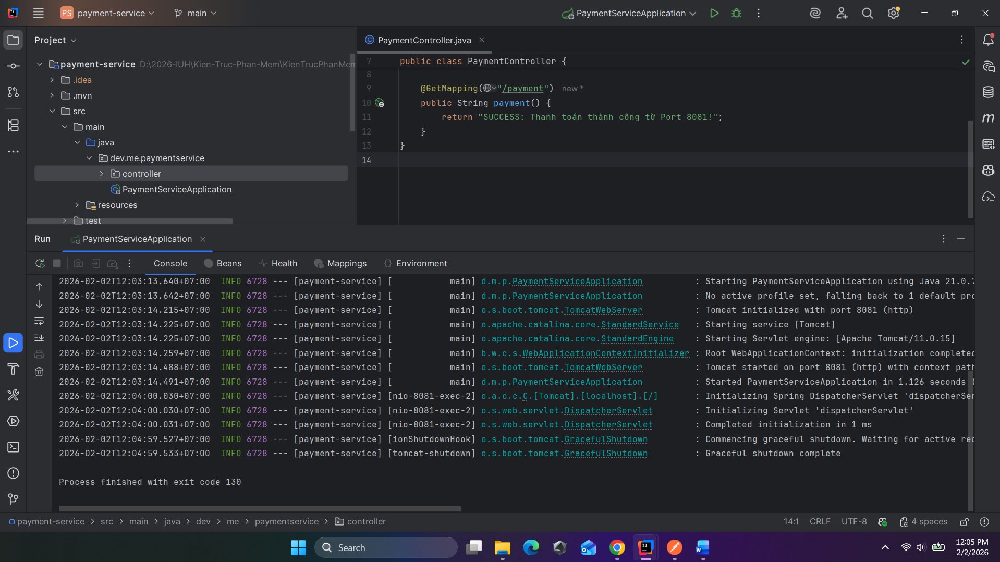 PS payment-service
main
PaymentServiceApplication
Project
payment-service D:\2026-IUH\Kien-Truc-Phan-Mem\KienTrucPhanMem
.idea
.mvn
src
main
java
dev.me.paymentservice
controller
PaymentServiceApplication
resources
test
PaymentController.java
7 public class PaymentController {
8
9 @GetMapping("/payment") new *
10 public String payment() {
11 return "SUCCESS: Thanh toán thành công từ Port 8081!";
12 }
13 }
14
Run PaymentServiceApplication
Console Beans Health Mappings Environment
2026-02-02T12:03:13.640+07:00 INFO 6728 --- [payment-service] [ main] d.m.p.PaymentServiceApplication : Starting PaymentServiceApplication using Java 21.0.7
2026-02-02T12:03:13.642+07:00 INFO 6728 --- [payment-service] [ main] d.m.p.PaymentServiceApplication : No active profile set, falling back to 1 default pro
2026-02-02T12:03:14.215+07:00 INFO 6728 --- [payment-service] [ main] o.s.boot.tomcat.TomcatWebServer : Tomcat initialized with port 8081 (http)
2026-02-02T12:03:14.225+07:00 INFO 6728 --- [payment-service] [ main] o.apache.catalina.core.StandardService : Starting service [Tomcat]
2026-02-02T12:03:14.225+07:00 INFO 6728 --- [payment-service] [ main] o.apache.catalina.core.StandardEngine : Starting Servlet engine: [Apache Tomcat/11.0.15]
2026-02-02T12:03:14.259+07:00 INFO 6728 --- [payment-service] [ main] b.w.c.s.WebApplicationContextInitializer : Root WebApplicationContext: initialization completed
2026-02-02T12:03:14.488+07:00 INFO 6728 --- [payment-service] [ main] o.s.boot.tomcat.TomcatWebServer : Tomcat started on port 8081 (http) with context path
2026-02-02T12:03:14.491+07:00 INFO 6728 --- [payment-service] [ main] d.m.p.PaymentServiceApplication : Started PaymentServiceApplication in 1.126 seconds (
2026-02-02T12:04:00.030+07:00 INFO 6728 --- [payment-service] [nio-8081-exec-2] o.a.c.c.C.[Tomcat].[localhost].[/] : Initializing Spring DispatcherServlet 'dispatcherSer
2026-02-02T12:04:00.030+07:00 INFO 6728 --- [payment-service] [nio-8081-exec-2] o.s.web.servlet.DispatcherServlet : Initializing Servlet 'dispatcherServlet'
2026-02-02T12:04:00.031+07:00 INFO 6728 --- [payment-service] [nio-8081-exec-2] o.s.web.servlet.DispatcherServlet : Completed initialization in 1 ms
2026-02-02T12:04:59.527+07:00 INFO 6728 --- [payment-service] [ionShutdownHook] o.s.boot.tomcat.GracefulShutdown : Commencing graceful shutdown. Waiting for active req
2026-02-02T12:04:59.533+07:00 INFO 6728 --- [payment-service] [tomcat-shutdown] o.s.boot.tomcat.GracefulShutdown : Graceful shutdown complete
Process finished with exit code 130
payment-service > src > main > java > dev > me > paymentservice > controller
14:1 CRLF UTF-8 4 spaces
Search
12:05 PM
2/2/2026